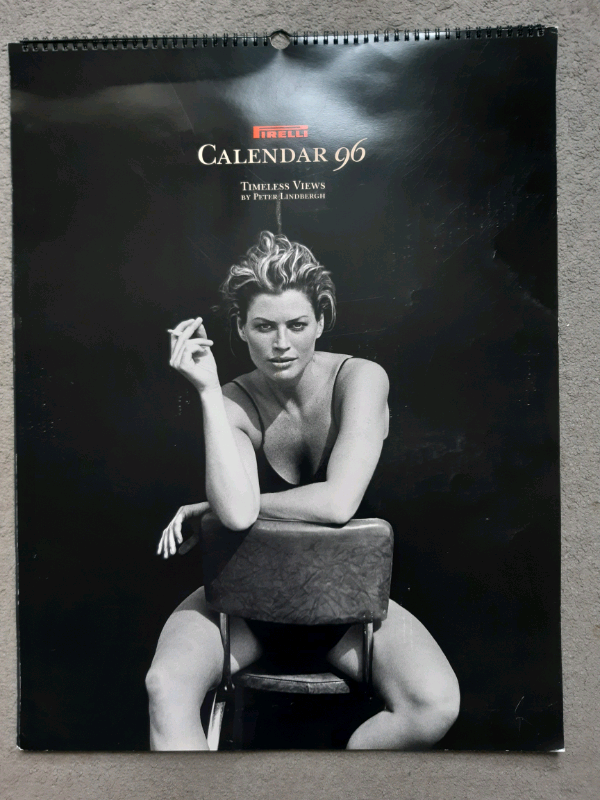 PIRELLI
CALENDAR 96
TIMELESS VIEWS
BY PETER LINDBERGH